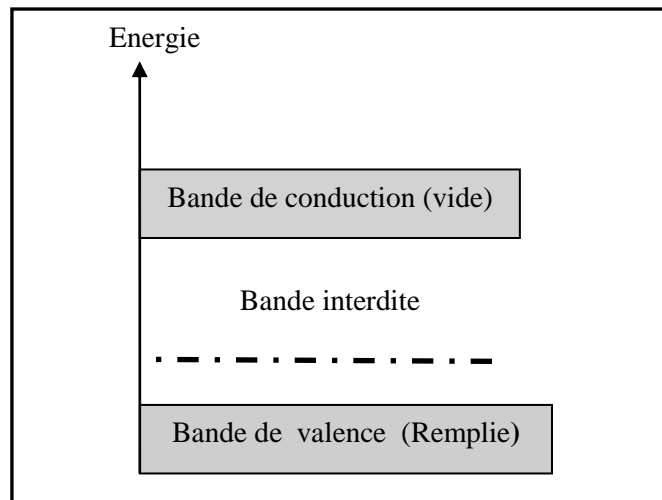 Energie
Bande de conduction (vide)
Bande interdite
Bande de valence (Remplie)